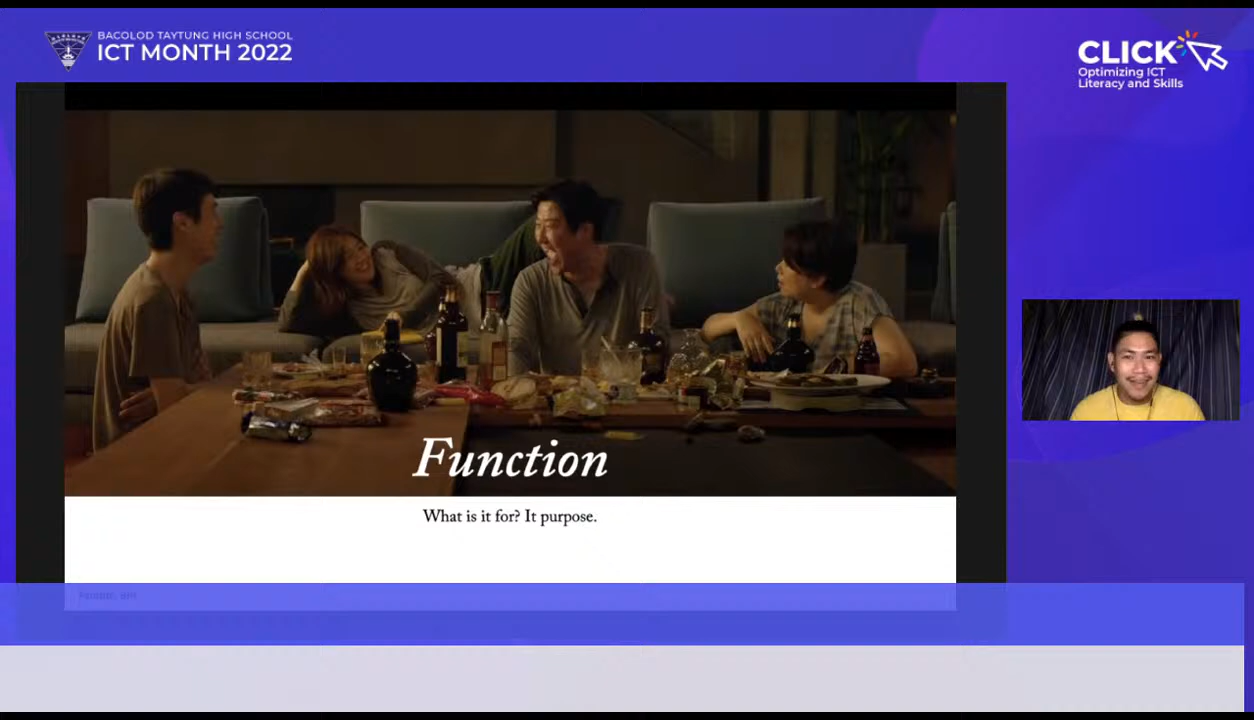 BACOLOD TAYTUNG HIGH SCHOOL
ICT MONTH 2022
CLICK
Optimizing ICT
Literacy and Skills
Function
What is it for? It purpose.